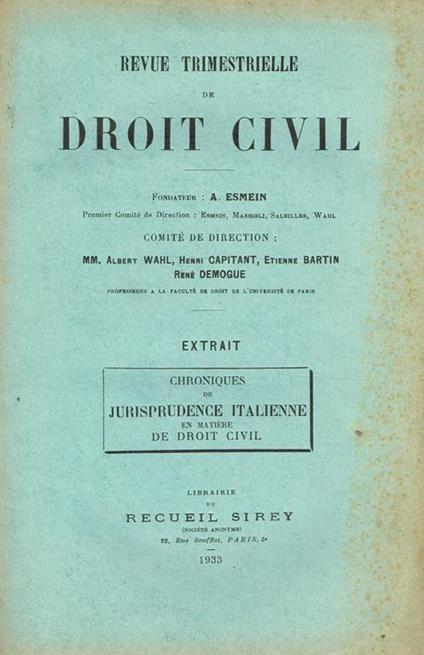 REVUE TRIMESTRIELLE
DE
DROIT CIVIL
FONDATEUR : A. ESMEIN
Premier Comité de Direction : ESMEIN, MASSIGLI, SALEILLES, WAHL
COMITÉ DE DIRECTION :
MM. ALBERT WAHL, HENRI CAPITANT, ETIENNE BARTIN
RENÉ DEMOGUE
PROFESSEURS A LA FACULTÉ DE DROIT DE L'UNIVERSITÉ DE PARIS
EXTRAIT
CHRONIQUES
DE
JURISPRUDENCE ITALIENNE
EN MATIÈRE
DE DROIT CIVIL
LIBRAIRIE
DU
RECUEIL SIREY
(SOCIÉTÉ ANONYME)
22, Rue Soufflot, PARIS, 5e
1933